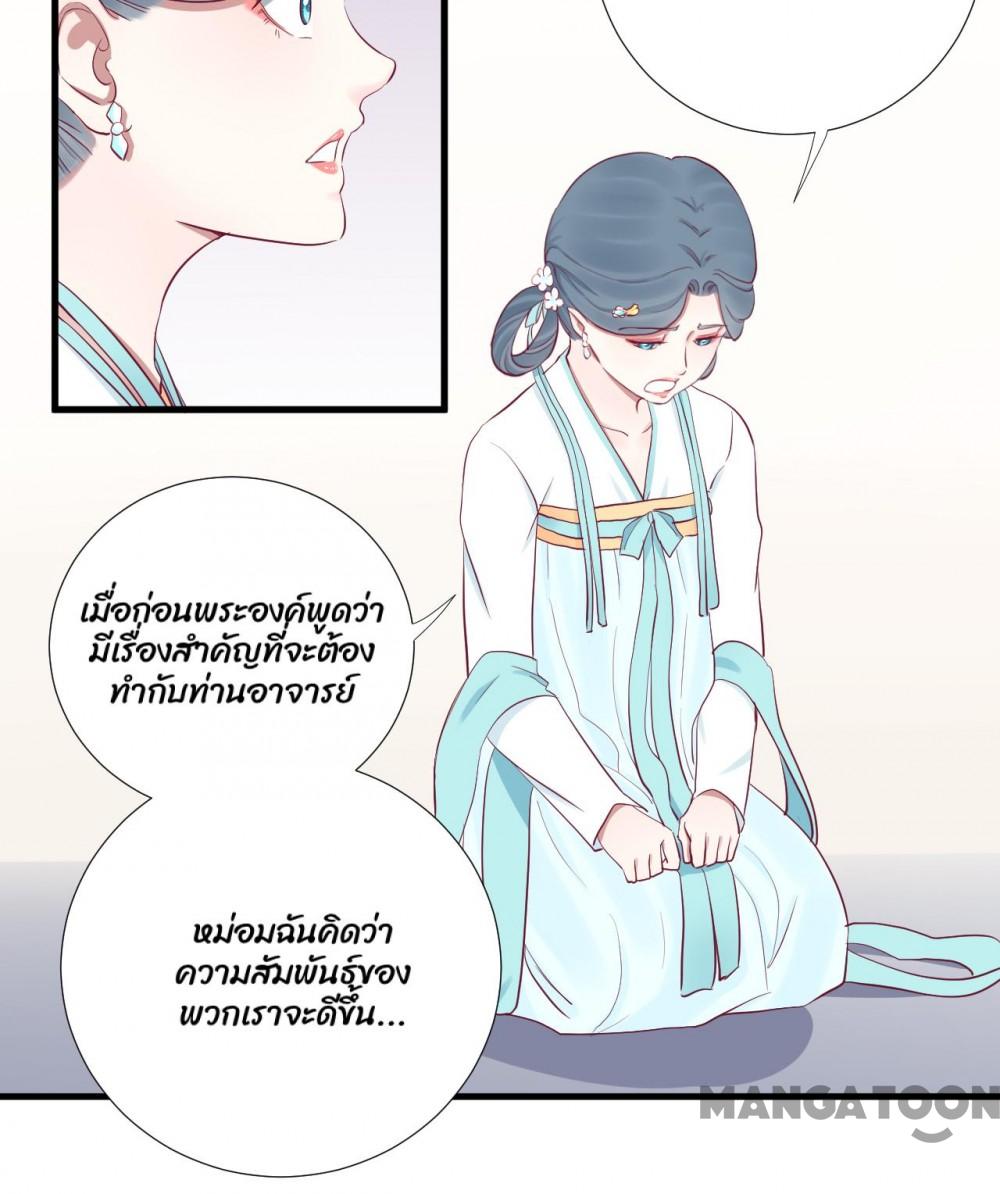 เมื่อก่อนพระองค์พูดว่า
มีเรื่องสำคัญที่จะต้อง
ทำกับท่านอาจารย์
หม่อมฉันคิดว่า
ความสัมพันธ์ของ
พวกเราจะดีขึ้น...
MANGATOON